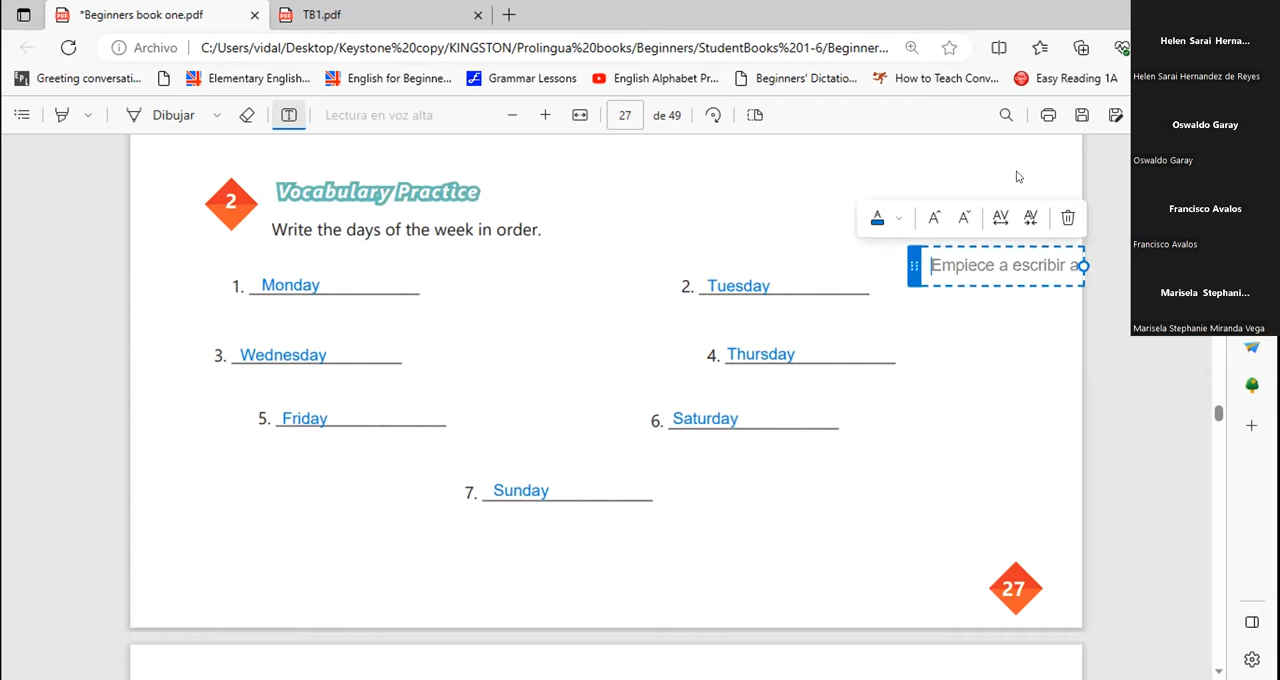 *Beginners book one.pdf
TB1.pdf
Archivo
C:/Users/vidal/Desktop/Keystone%20copy/KINGSTON/Prolingua%20books/Beginners/StudentBooks%201-6/Beginner...
Greeting conversati...
Elementary English...
English for Beginne...
Grammar Lessons
English Alphabet Pr...
Beginners' Dictatio...
How to Teach Conv...
Easy Reading 1A
Dibujar
Lectura en voz alta
27 de 49
Helen Sarai Herna...
Helen Sarai Hernandez de Reyes
Oswaldo Garay
Oswaldo Garay
Francisco Avalos
Francisco Avalos
Marisela Stephani...
Marisela Stephanie Miranda Vega
2 Vocabulary Practice
Write the days of the week in order.
Empiece a escribir a
1. Monday
2. Tuesday
3. Wednesday
4. Thursday
5. Friday
6. Saturday
7. Sunday
27